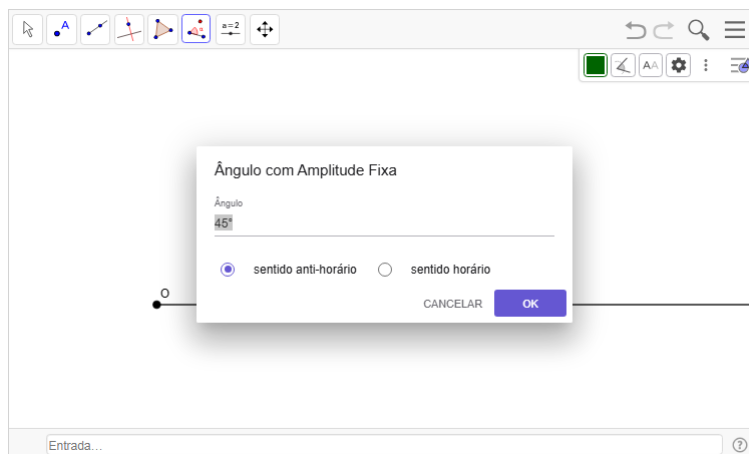 A
a=2
AA
Ângulo com Amplitude Fixa
Ângulo
45°
sentido anti-horário
sentido horário
O
CANCELAR
OK
Entrada…
?